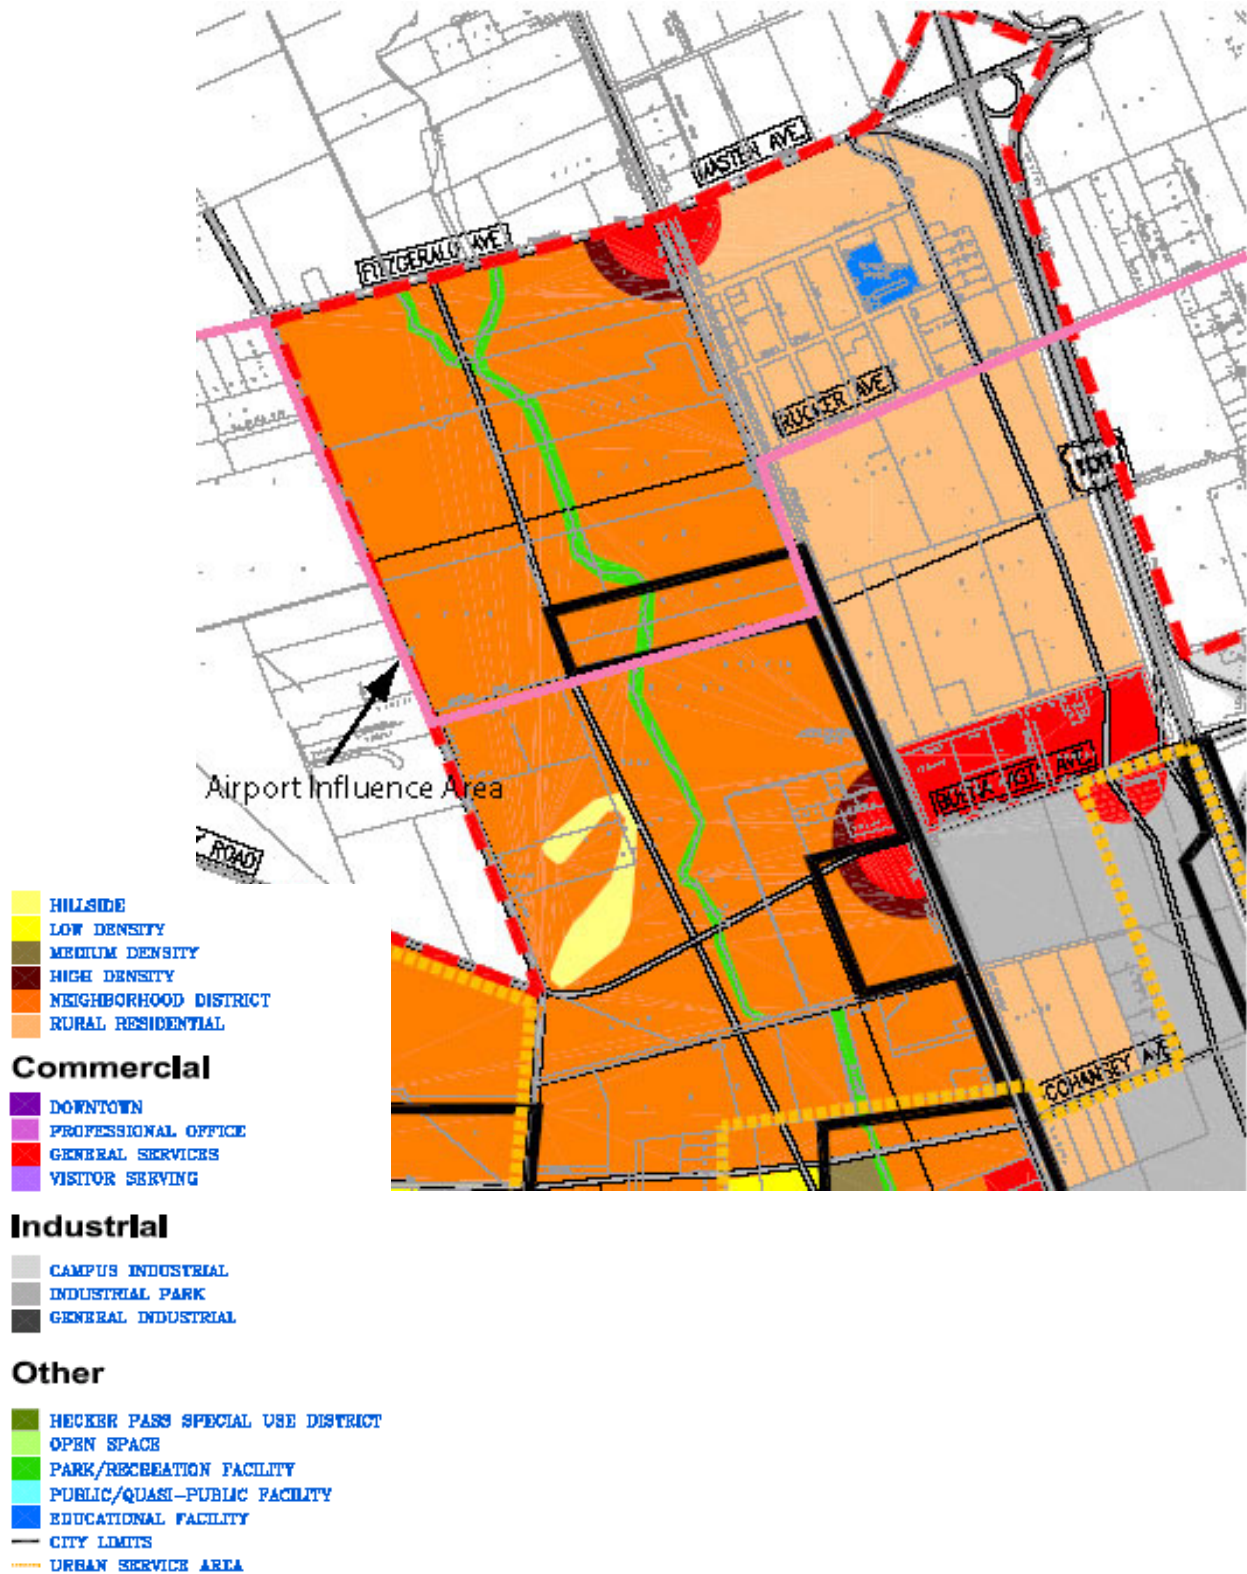 MASTEN AVE.
FITZGERALD AVE.
RUCKER AVE.
101
Airport Influence Area
BUENA VISTA AVE.
ROAD
COHANSEY AVE
HILLSIDE
LOW DENSITY
MEDIUM DENSITY
HIGH DENSITY
NEIGHBORHOOD DISTRICT
RURAL RESIDENTIAL
Commercial
DOWNTOWN
PROFESSIONAL OFFICE
GENERAL SERVICES
VISITOR SERVING
Industrial
CAMPUS INDUSTRIAL
INDUSTRIAL PARK
GENERAL INDUSTRIAL
Other
HECKER PASS SPECIAL USE DISTRICT
OPEN SPACE
PARK/RECREATION FACILITY
PUBLIC/QUASI-PUBLIC FACILITY
EDUCATIONAL FACILITY
CITY LIMITS
URBAN SERVICE AREA